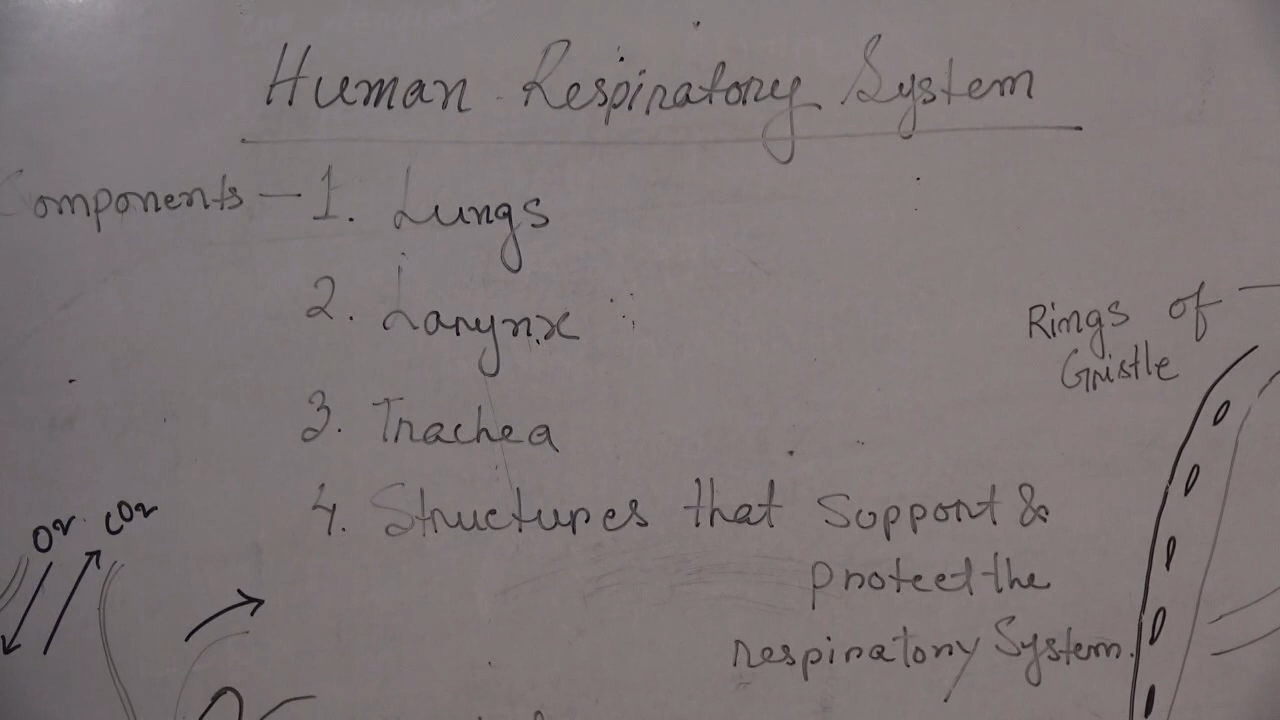 Human Respiratory System
Components - 1. Lungs
2. Larynx
3. Trachea
4. Structures that Support &
protect the
respiratory System.
Rings of
Gristle
O2 CO2